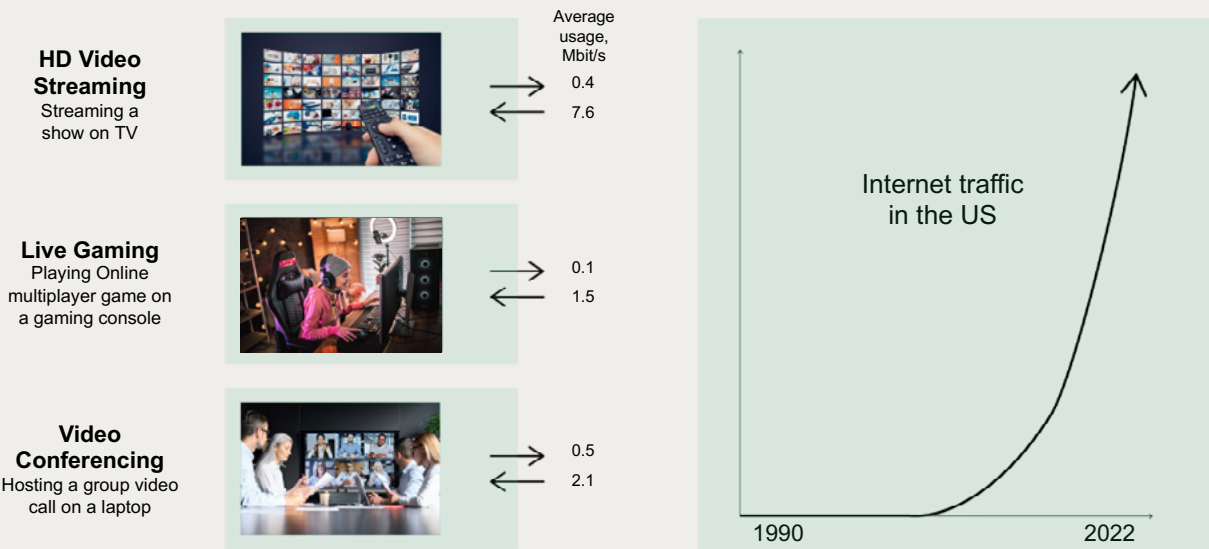 Average
usage,
Mbit/s
HD Video
Streaming
Streaming a
show on TV
0.4
7.6
Live Gaming
Playing Online
multiplayer game on
a gaming console
0.1
1.5
Video
Conferencing
Hosting a group video
call on a laptop
0.5
2.1
Internet traffic
in the US
1990
2022